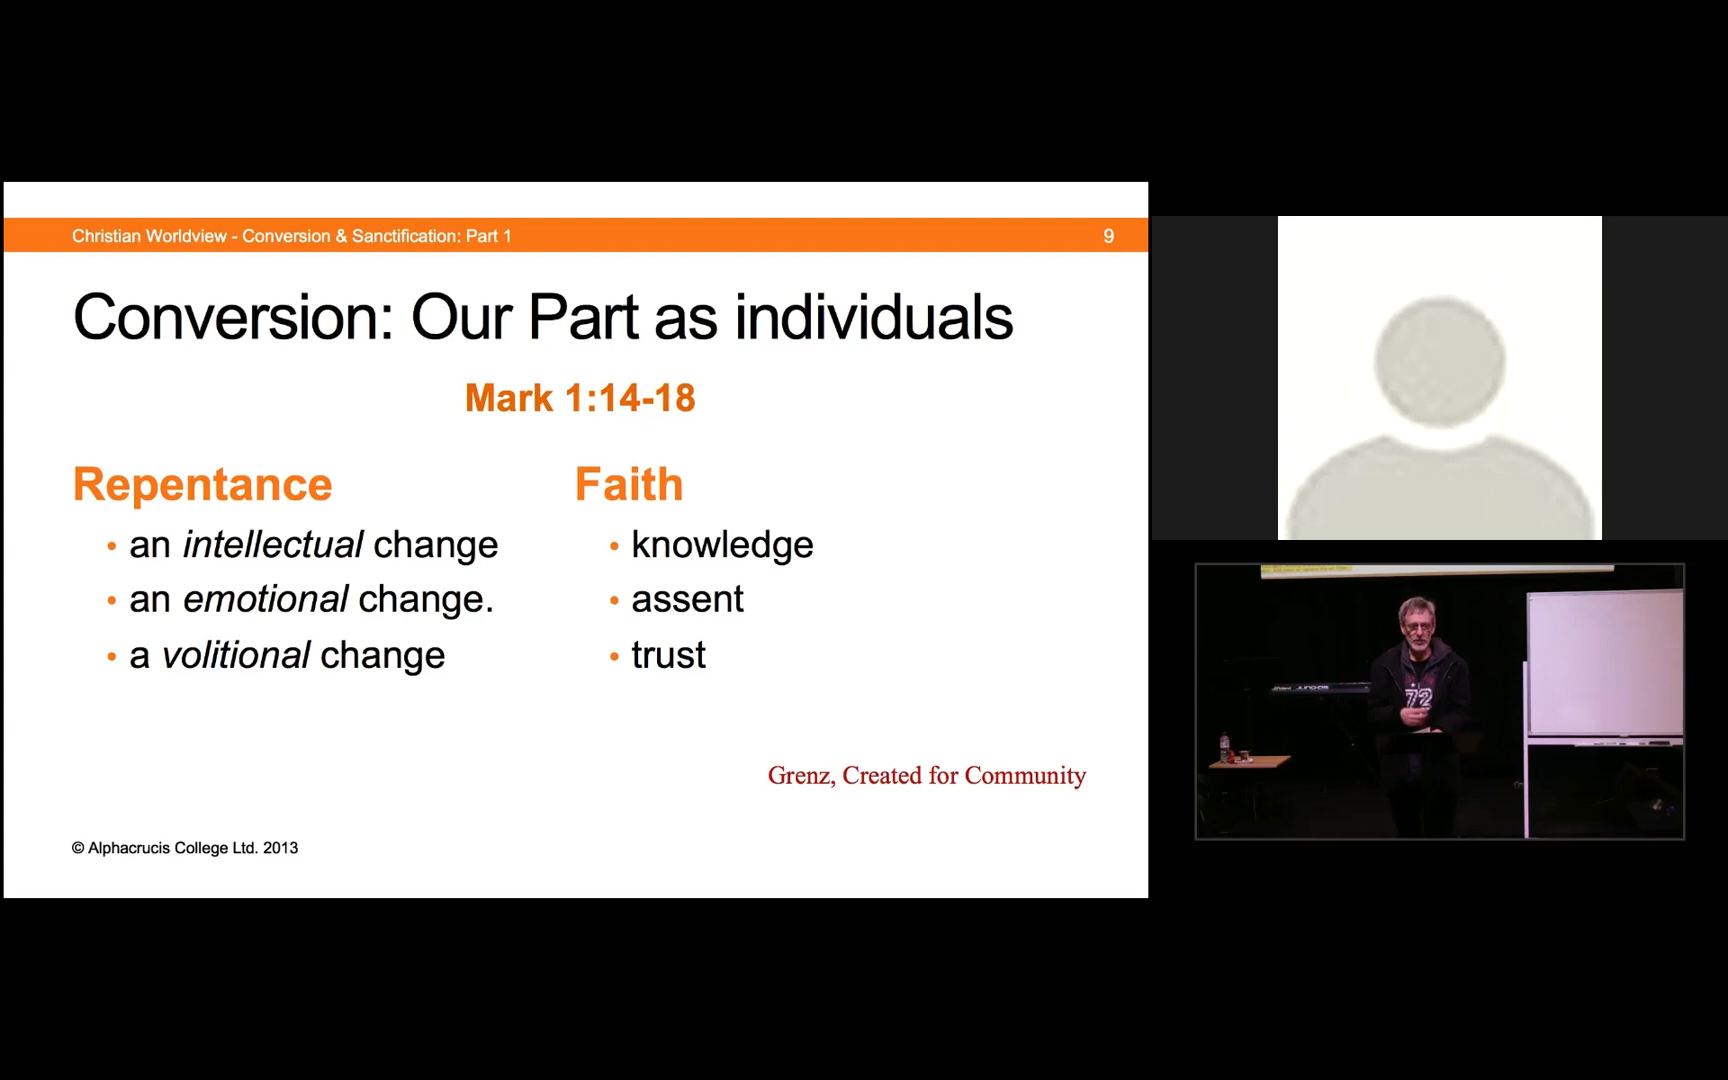 Christian Worldview - Conversion & Sanctification: Part 1
9
Conversion: Our Part as individuals
Mark 1:14-18
Repentance
• an intellectual change
• an emotional change.
• a volitional change
Faith
• knowledge
• assent
• trust
Grenz, Created for Community
© Alphacrucis College Ltd. 2013
72